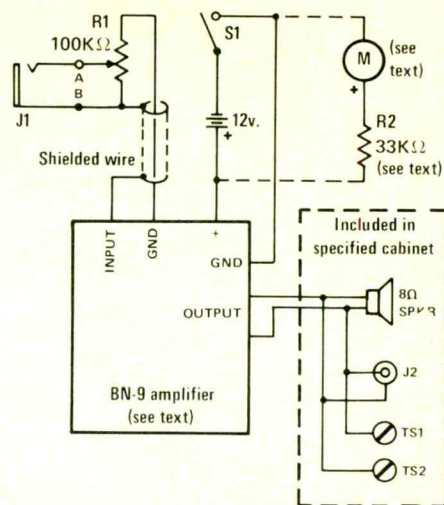 R1
100KΩ
A
B
J1
Shielded wire
S1
12v.
+
M
(see
text)
+
R2
33KΩ
(see text)
INPUT
GND
+
GND
OUTPUT
BN-9 amplifier
(see text)
Included in
specified cabinet
8Ω
SPKR
J2
TS1
TS2